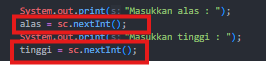 System.out.print(s:"Masukkan alas : ");
alas = sc.nextInt();
System.out.print(s:"Masukkan tinggi : ");
tinggi = sc.nextInt();